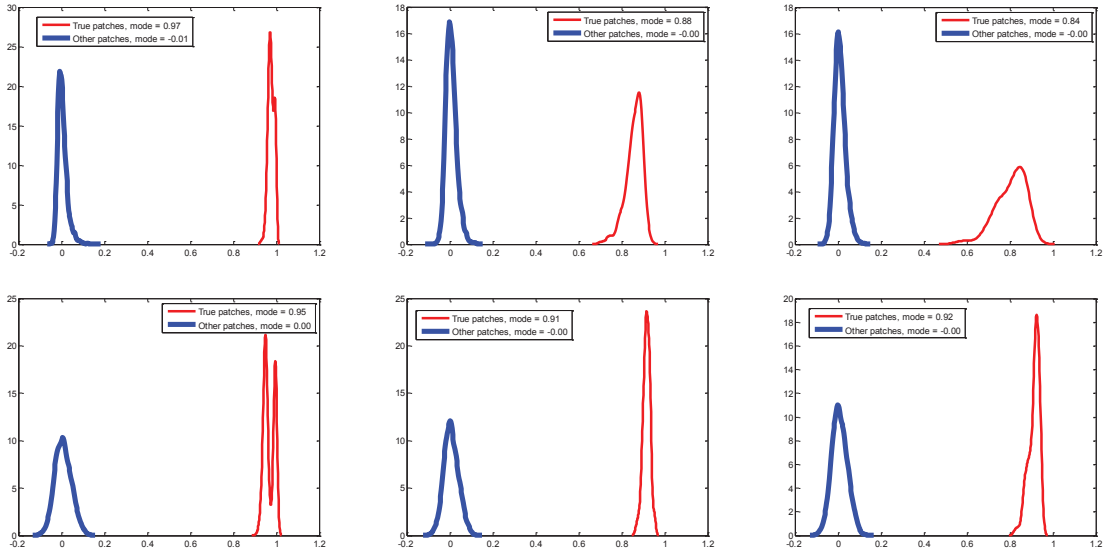 True patches, mode = 0.97
Other patches, mode = -0.01
30
25
20
15
10
5
0
-0.2 0 0.2 0.4 0.6 0.8 1 1.2
True patches, mode = 0.88
Other patches, mode = -0.00
18
16
14
12
10
8
6
4
2
0
-0.2 0 0.2 0.4 0.6 0.8 1 1.2
True patches, mode = 0.84
Other patches, mode = -0.00
18
16
14
12
10
8
6
4
2
0
-0.2 0 0.2 0.4 0.6 0.8 1 1.2
True patches, mode = 0.95
Other patches, mode = 0.00
25
20
15
10
5
0
-0.2 0 0.2 0.4 0.6 0.8 1 1.2
True patches, mode = 0.91
Other patches, mode = -0.00
25
20
15
10
5
0
-0.2 0 0.2 0.4 0.6 0.8 1 1.2
True patches, mode = 0.92
Other patches, mode = -0.00
20
18
16
14
12
10
8
6
4
2
0
-0.2 0 0.2 0.4 0.6 0.8 1 1.2